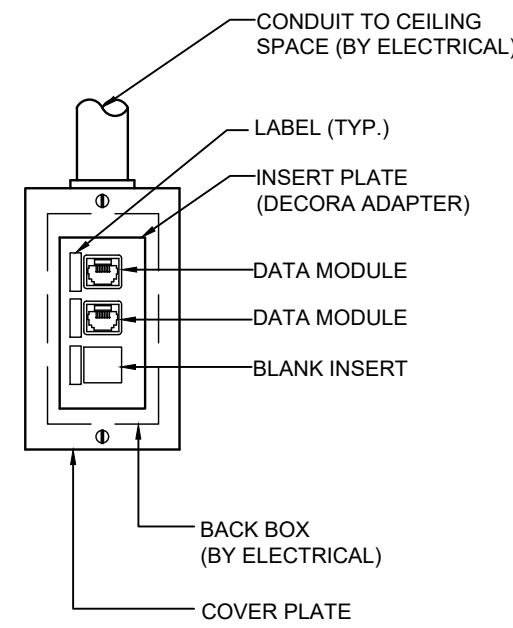 CONDUIT TO CEILING
SPACE (BY ELECTRICAL)
LABEL (TYP.)
INSERT PLATE
(DECORA ADAPTER)
DATA MODULE
DATA MODULE
BLANK INSERT
BACK BOX
(BY ELECTRICAL)
COVER PLATE